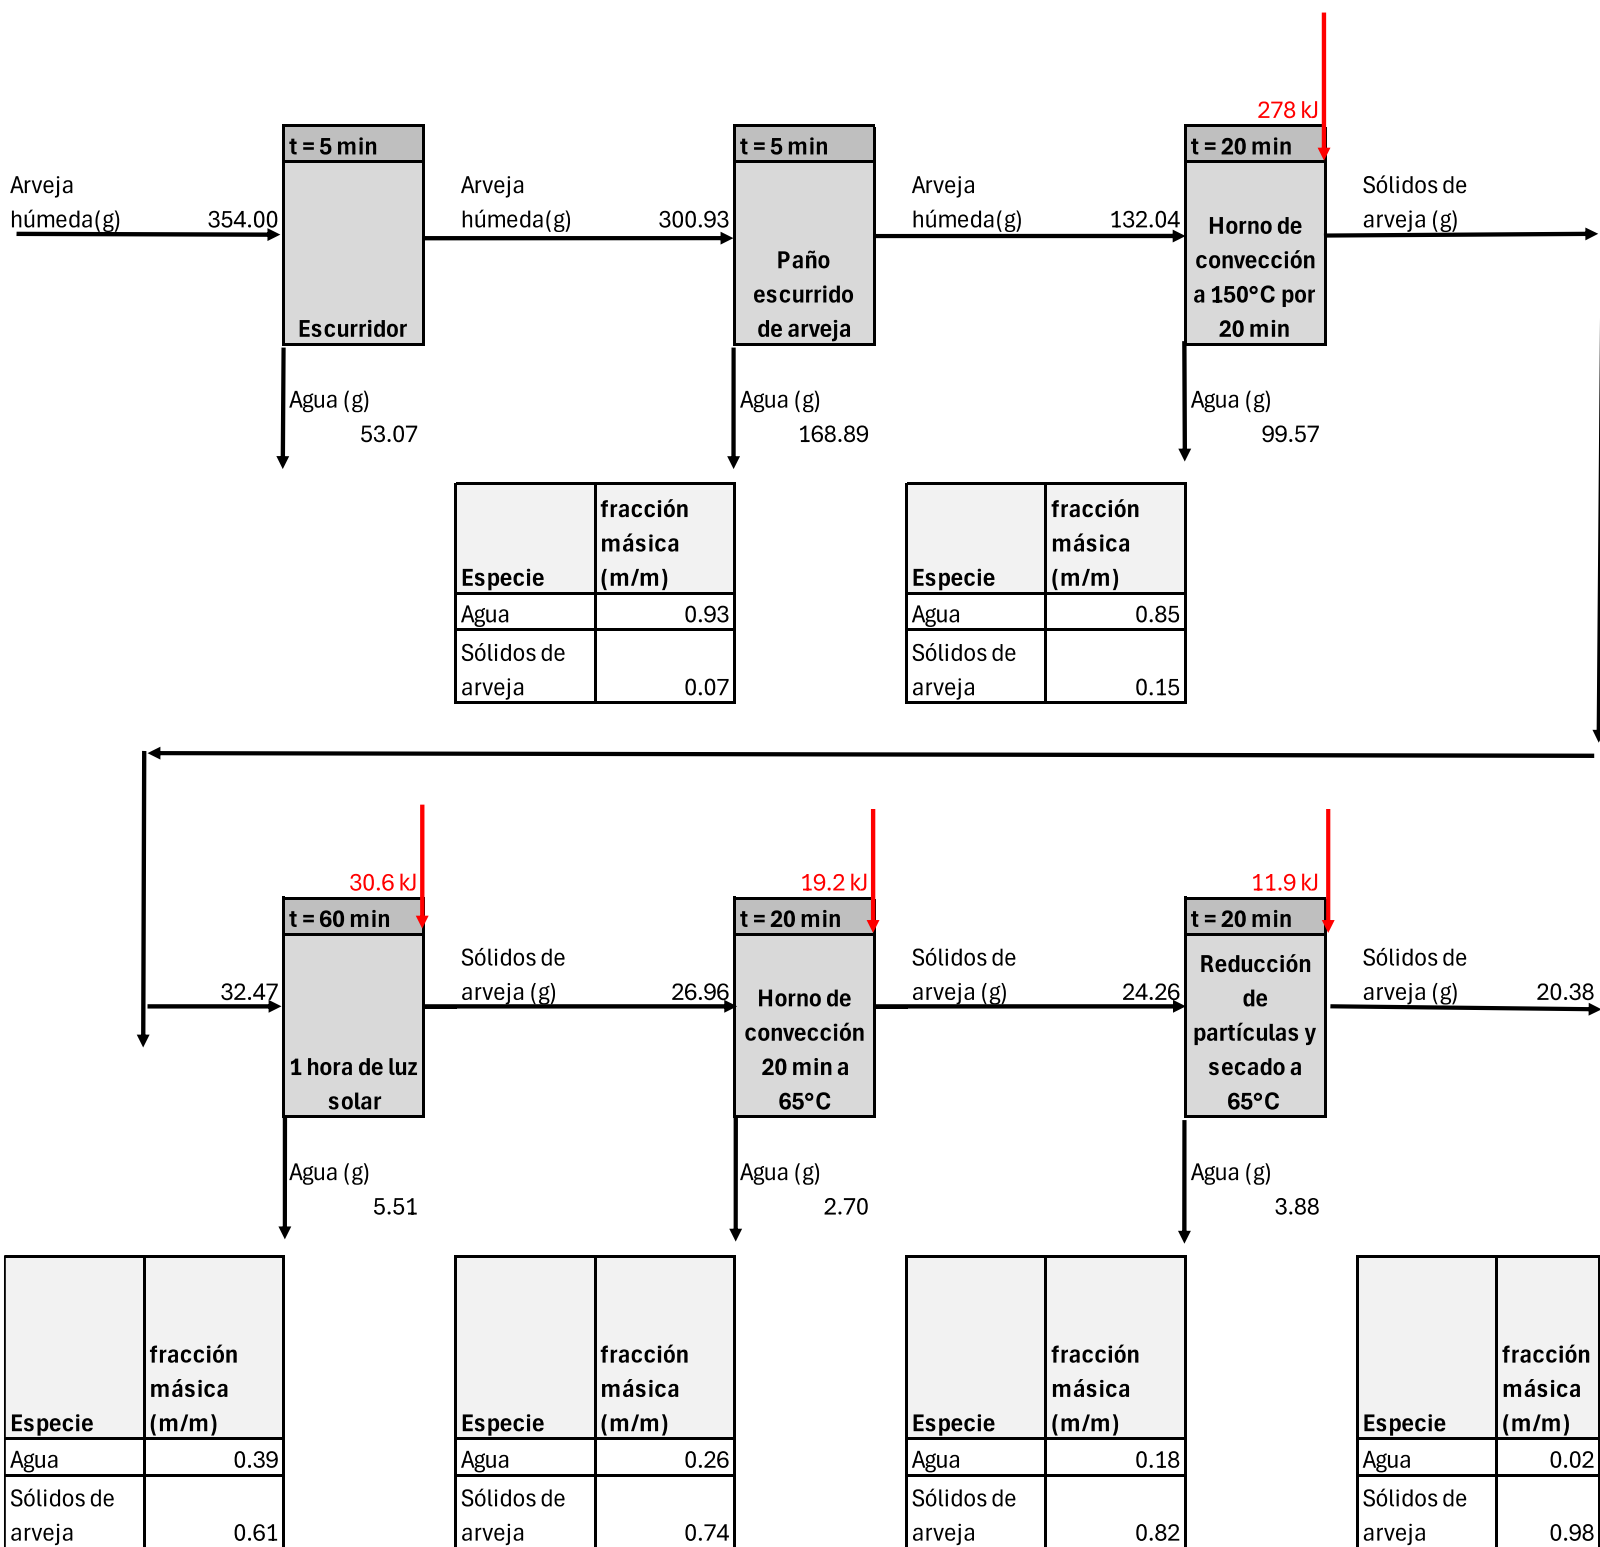 278 kJ
t = 5 min
t = 5 min
t = 20 min
Arveja
húmeda(g) 354.00
Escurridor
Arveja
húmeda(g) 300.93
Paño
escurrido
de arveja
Arveja
húmeda(g) 132.04
Horno de
convección
a 150°C por
20 min
Sólidos de
arveja (g)
Agua (g)
53.07
Agua (g)
168.89
Agua (g)
99.57
Especie
fracción
másica
(m/m)
Agua 0.93
Sólidos de
arveja 0.07
Especie
fracción
másica
(m/m)
Agua 0.85
Sólidos de
arveja 0.15
30.6 kJ
19.2 kJ
11.9 kJ
t = 60 min
t = 20 min
t = 20 min
32.47
1 hora de luz
solar
Sólidos de
arveja (g) 26.96
Horno de
convección
20 min a
65°C
Sólidos de
arveja (g) 24.26
Reducción
de
partículas y
secado a
65°C
Sólidos de
arveja (g) 20.38
Agua (g)
5.51
Agua (g)
2.70
Agua (g)
3.88
Especie
fracción
másica
(m/m)
Agua 0.39
Sólidos de
arveja 0.61
Especie
fracción
másica
(m/m)
Agua 0.26
Sólidos de
arveja 0.74
Especie
fracción
másica
(m/m)
Agua 0.18
Sólidos de
arveja 0.82
Especie
fracción
másica
(m/m)
Agua 0.02
Sólidos de
arveja 0.98